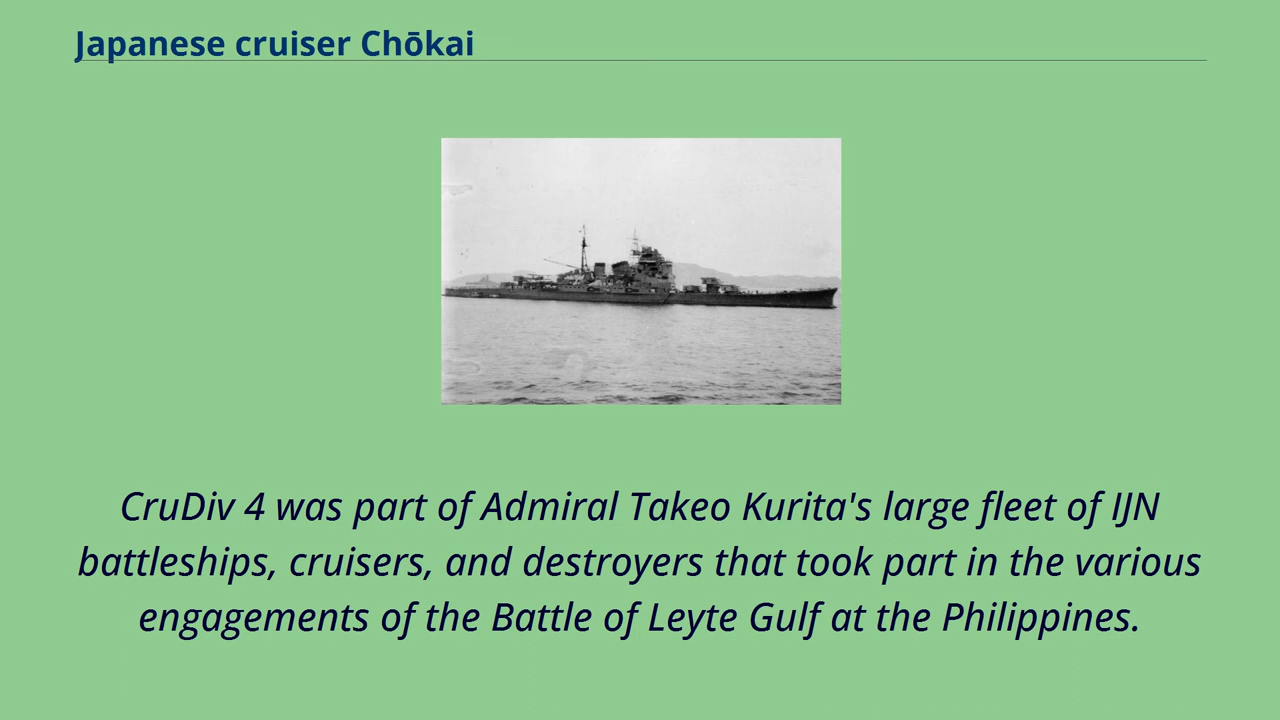 Japanese cruiser Chōkai
CruDiv 4 was part of Admiral Takeo Kurita's large fleet of IJN
battleships, cruisers, and destroyers that took part in the various
engagements of the Battle of Leyte Gulf at the Philippines.